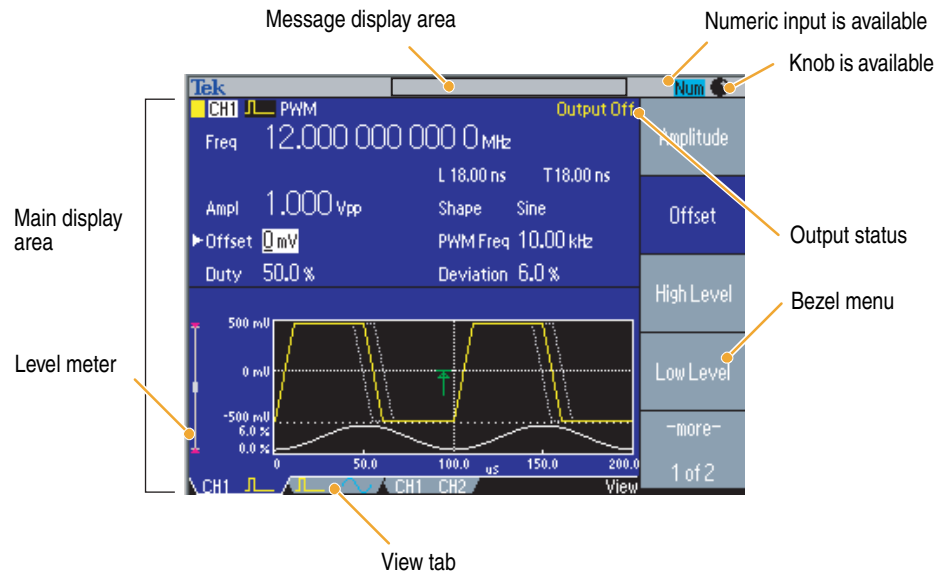 Message display area
Numeric input is available
Knob is available
Tek
Num
CH1 PWM
Output Off
Amplitude
Freq 12.000 000 000 0 MHz
L 18.00 ns T 18.00 ns
Main display
area
Ampl 1.000 Vpp
Shape Sine
Offset
Output status
Offset 0 mV
PWM Freq 10.00 kHz
Duty 50.0 %
Deviation 6.0 %
High Level
Bezel menu
Level meter
500 mV
0 mV
-500 mV
6.0 %
0.0 %
0 50.0 100.0 us 150.0 200.0
Low Level
-more-
1 of 2
CH1
CH1 CH2
View
View tab